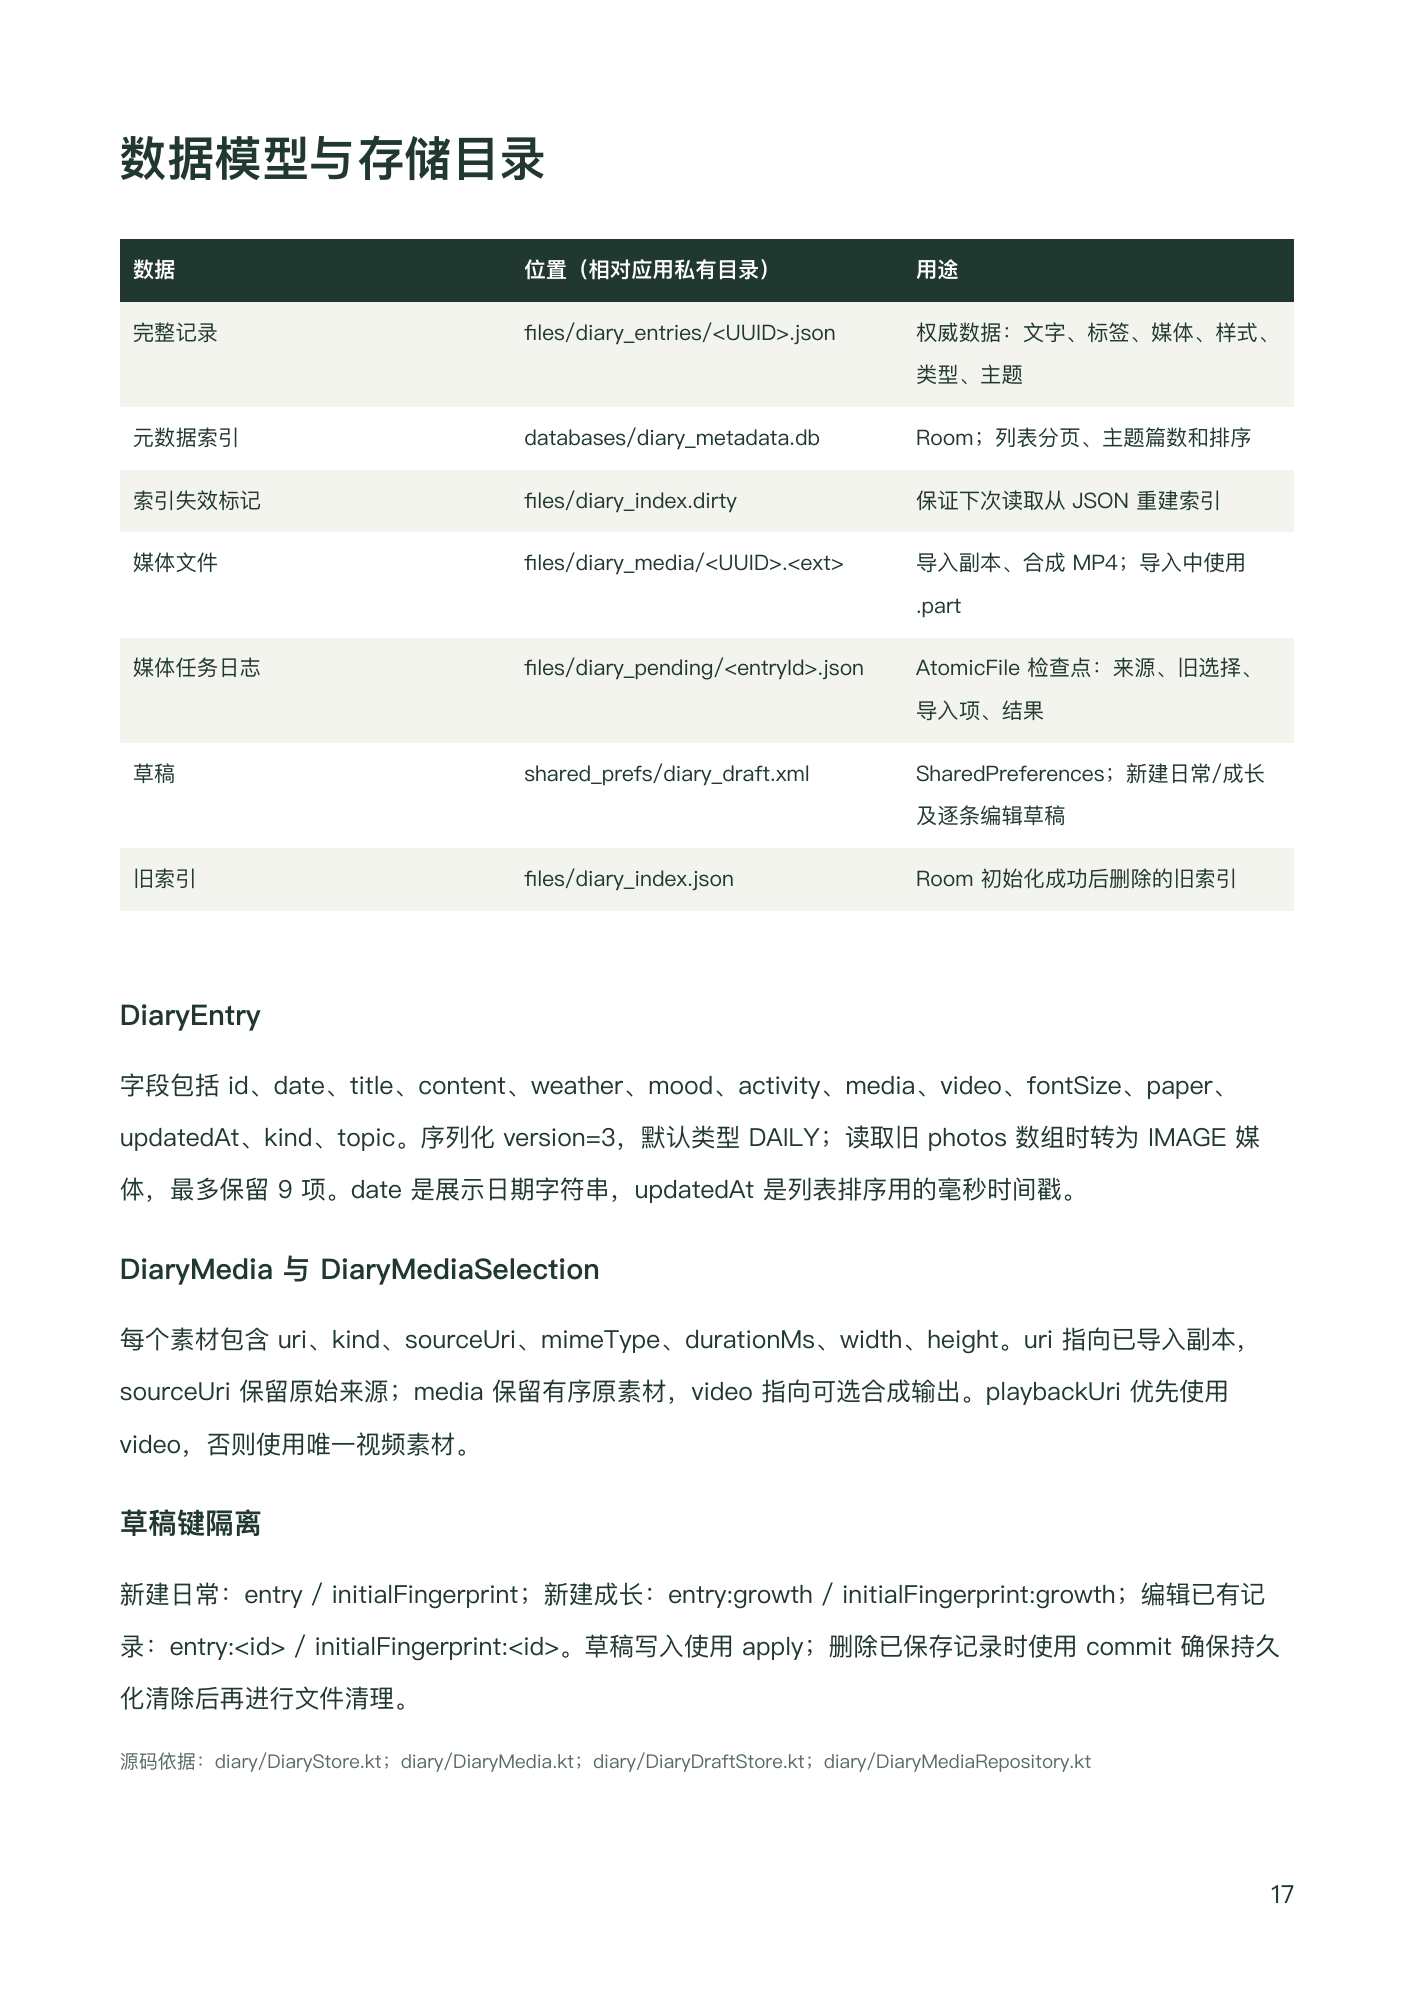 数据模型与存储目录
数据 位置（相对应用私有目录） 用途
完整记录 files/diary_entries/<UUID>.json 权威数据：文字、标签、媒体、样式、
类型、主题
元数据索引 databases/diary_metadata.db Room；列表分页、主题篇数和排序
索引失效标记 files/diary_index.dirty 保证下次读取从 JSON 重建索引
媒体文件 files/diary_media/<UUID>.<ext> 导入副本、合成 MP4；导入中使用
.part
媒体任务日志 files/diary_pending/<entryId>.json AtomicFile 检查点：来源、旧选择、
导入项、结果
草稿 shared_prefs/diary_draft.xml SharedPreferences；新建日常/成长
及逐条编辑草稿
旧索引 files/diary_index.json Room 初始化成功后删除的旧索引
DiaryEntry
字段包括 id、date、title、content、weather、mood、activity、media、video、fontSize、paper、
updatedAt、kind、topic。序列化 version=3，默认类型 DAILY；读取旧 photos 数组时转为 IMAGE 媒
体，最多保留 9 项。date 是展示日期字符串，updatedAt 是列表排序用的毫秒时间戳。
DiaryMedia 与 DiaryMediaSelection
每个素材包含 uri、kind、sourceUri、mimeType、durationMs、width、height。uri 指向已导入副本，
sourceUri 保留原始来源；media 保留有序原素材，video 指向可选合成输出。playbackUri 优先使用
video，否则使用唯一视频素材。
草稿键隔离
新建日常：entry / initialFingerprint；新建成长：entry:growth / initialFingerprint:growth；编辑已有记
录：entry:<id> / initialFingerprint:<id>。草稿写入使用 apply；删除已保存记录时使用 commit 确保持久
化清除后再进行文件清理。
源码依据：diary/DiaryStore.kt；diary/DiaryMedia.kt；diary/DiaryDraftStore.kt；diary/DiaryMediaRepository.kt
17